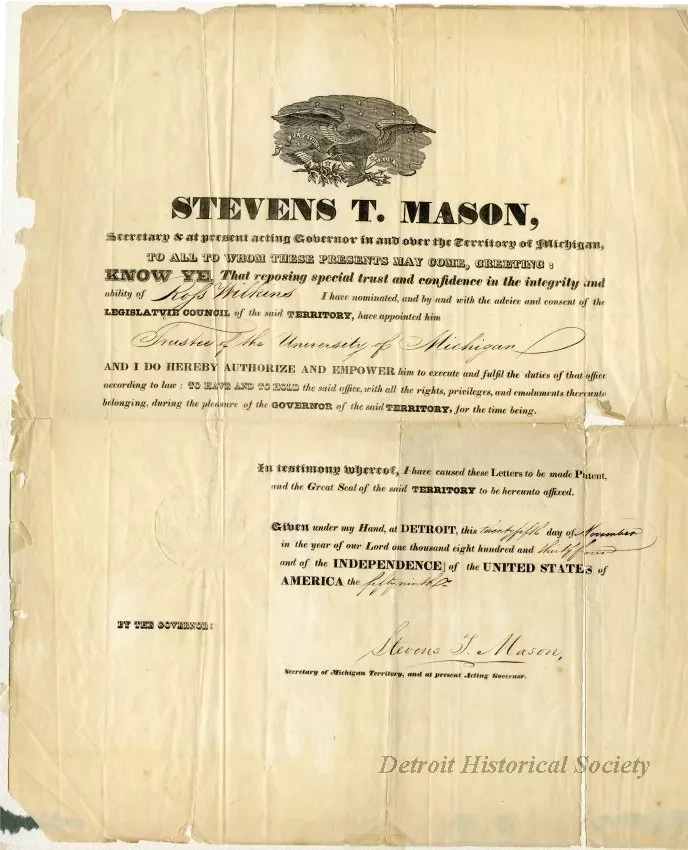 STEVENS T. MASON,
Secretary & at present acting Governor in and over the Territory of Michigan,
TO ALL TO WHOM THESE PRESENTS MAY COME, GREETING:
KNOW YE, That reposing special trust and confidence in the integrity and
ability of Ross Wilkins I have nominated, and by and with the advice and consent of the
LEGISLATVIE COUNCIL of the said TERRITORY, have appointed him
Trustee of the University of Michigan
AND I DO HEREBY AUTHORIZE AND EMPOWER him to execute and fulfil the duties of that office
according to law: TO HAVE AND TO HOLD the said office, with all the rights, privileges, and emoluments thereunto
belonging, during the pleasure of the GOVERNOR of the said TERRITORY, for the time being.
In testimony whereof, I have caused these Letters to be made Patent,
and the Great Seal of the said TERRITORY to be hereunto affixed.
Given under my Hand, at DETROIT, this twenty fifth day of November
in the year of our Lord one thousand eight hundred and thirty four
and of the INDEPENDENCE of the UNITED STATES of
AMERICA the fifty ninth
BY THE GOVERNOR:
Stevens T. Mason,
Secretary of Michigan Territory, and at present Acting Governor.
Detroit Historical Society